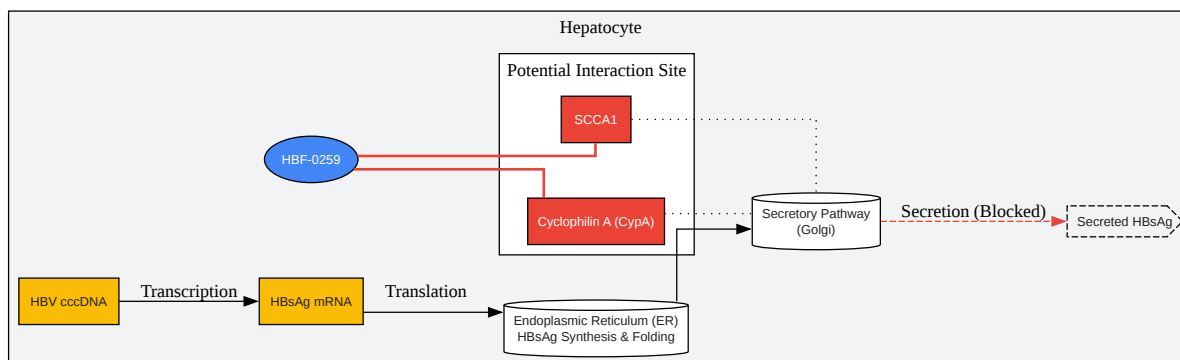 Hepatocyte
Potential Interaction Site
SCCA1
HBF-0259
Cyclophilin A (CypA)
Secretory Pathway
(Golgi)
Secretion (Blocked)
Secreted HBsAg
HBV cccDNA
Transcription
HBsAg mRNA
Translation
Endoplasmic Reticulum (ER)
HBsAg Synthesis & Folding